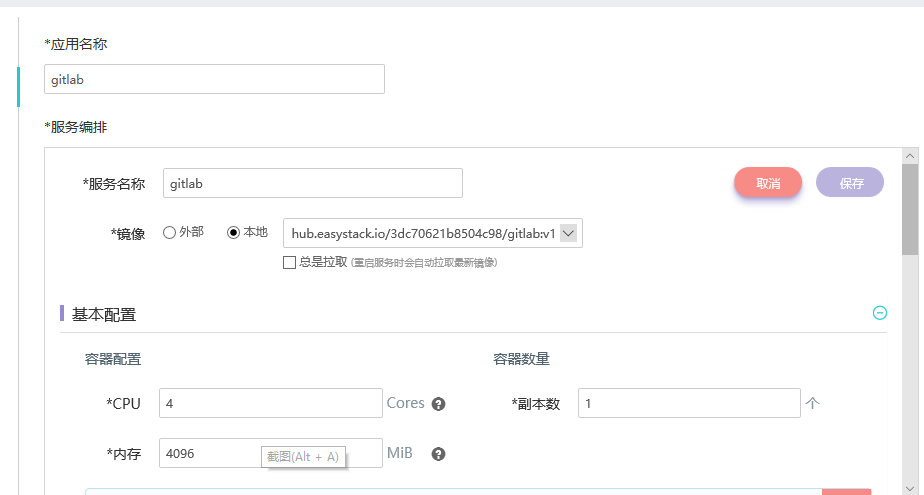 *应用名称
gitlab
*服务编排
*服务名称 gitlab 取消 保存
*镜像 外部 本地 hub.easystack.io/3dc70621b8504c98/gitlab:v1
总是拉取 (重启服务时会自动拉取最新镜像)
基本配置
容器配置 容器数量
*CPU 4 Cores ? *副本数 1 个
*内存 4096 截图(Alt + A) MiB ?